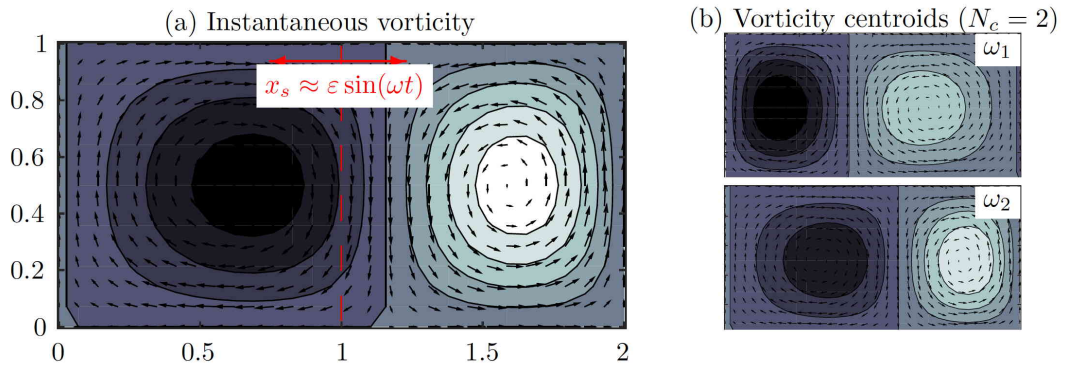 (a) Instantaneous vorticity
1
0.8
0.6
0.4
0.2
0
0 0.5 1 1.5 2
x_s ≈ ε sin(ωt)
(b) Vorticity centroids (N_c = 2)
ω_1
ω_2